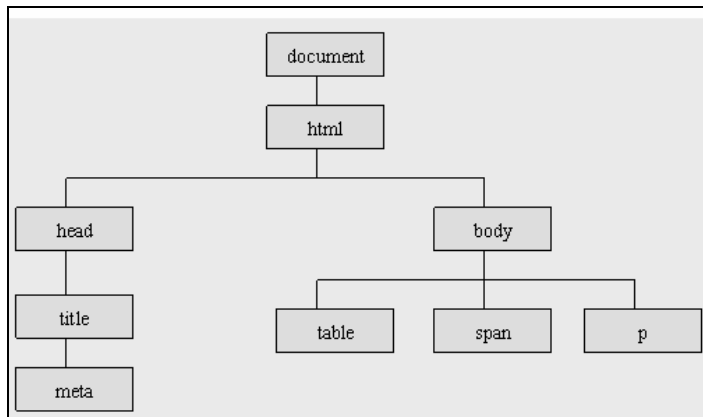 document
html
head
body
title
table
span
p
meta